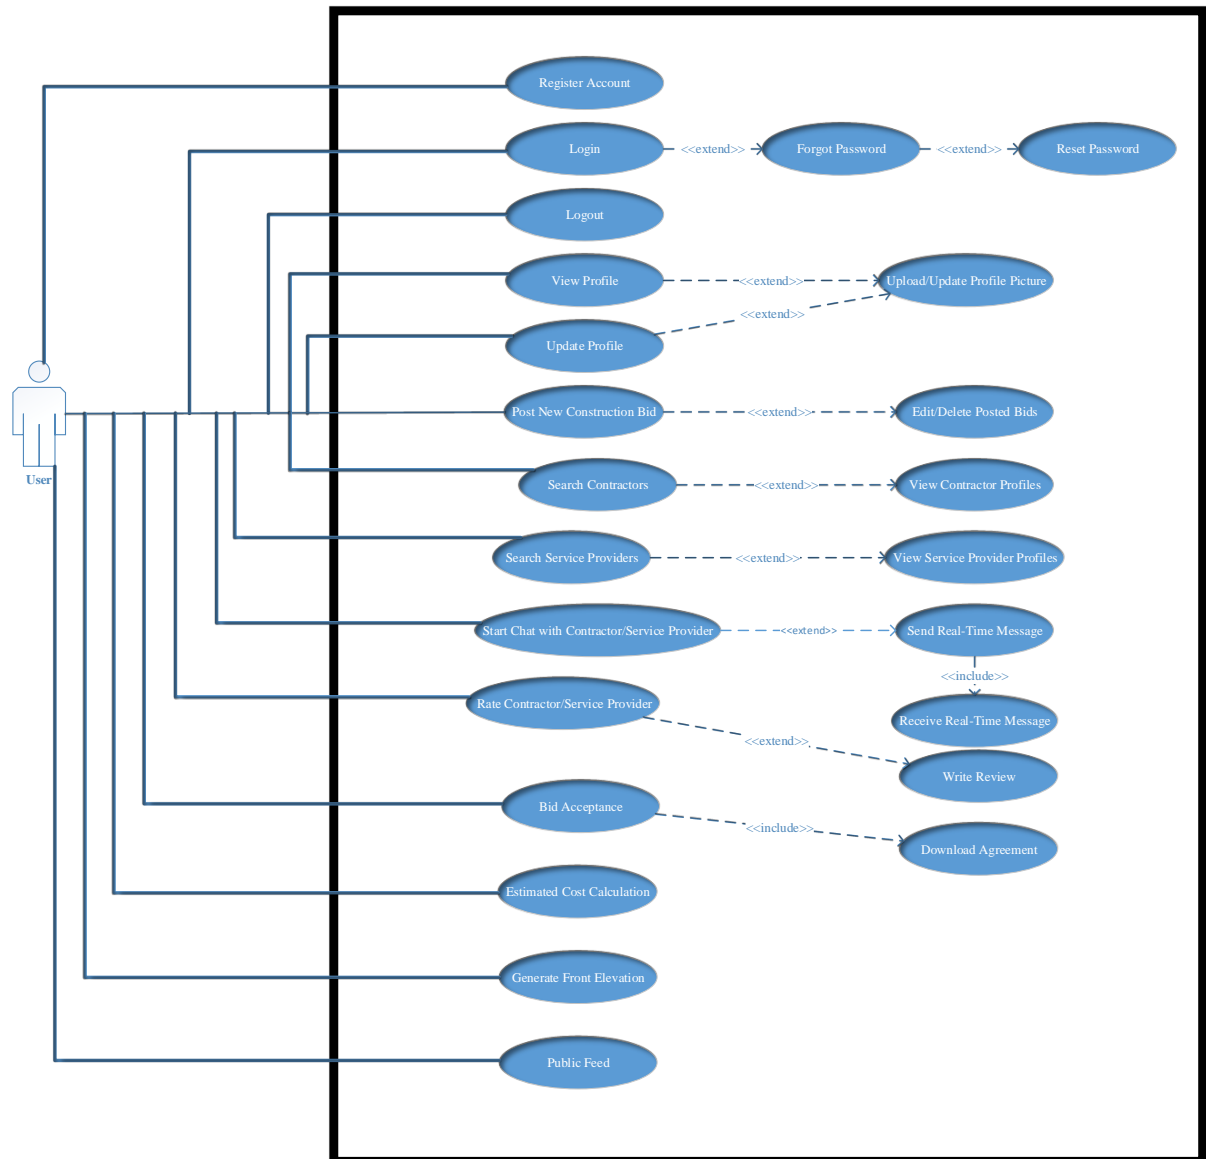 Register Account
Login
<<extend>>
Forgot Password
<<extend>>
Reset Password
Logout
View Profile
<<extend>>
Upload/Update Profile Picture
<<extend>>
Update Profile
User
Post New Construction Bid
<<extend>>
Edit/Delete Posted Bids
Search Contractors
<<extend>>
View Contractor Profiles
Search Service Providers
<<extend>>
View Service Provider Profiles
Start Chat with Contractor/Service Provider
<<extend>>
Send Real-Time Message
<<include>>
Receive Real-Time Message
Rate Contractor/Service Provider
<<extend>>
Write Review
Bid Acceptance
<<include>>
Download Agreement
Estimated Cost Calculation
Generate Front Elevation
Public Feed